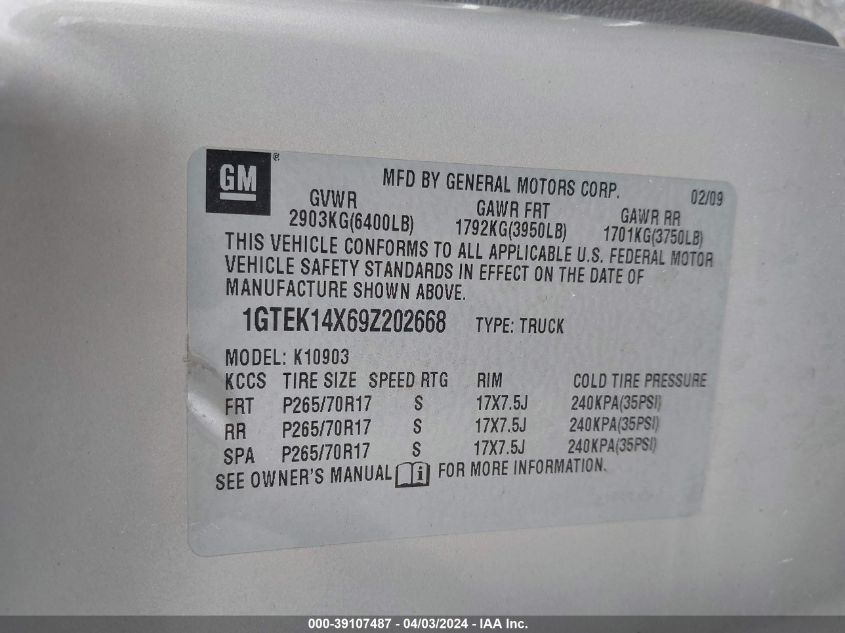 GM®
MFD BY GENERAL MOTORS CORP. 02/09
GVWR GAWR FRT GAWR RR
2903KG(6400LB) 1792KG(3950LB) 1701KG(3750LB)
THIS VEHICLE CONFORMS TO ALL APPLICABLE U.S. FEDERAL MOTOR
VEHICLE SAFETY STANDARDS IN EFFECT ON THE DATE OF
MANUFACTURE SHOWN ABOVE.
1GTEK14X69Z202668 TYPE: TRUCK
MODEL: K10903
KCCS TIRE SIZE SPEED RTG RIM COLD TIRE PRESSURE
FRT P265/70R17 S 17X7.5J 240KPA(35PSI)
RR P265/70R17 S 17X7.5J 240KPA(35PSI)
SPA P265/70R17 S 17X7.5J 240KPA(35PSI)
SEE OWNER'S MANUAL FOR MORE INFORMATION.
000-39107487 - 04/03/2024 - IAA Inc.